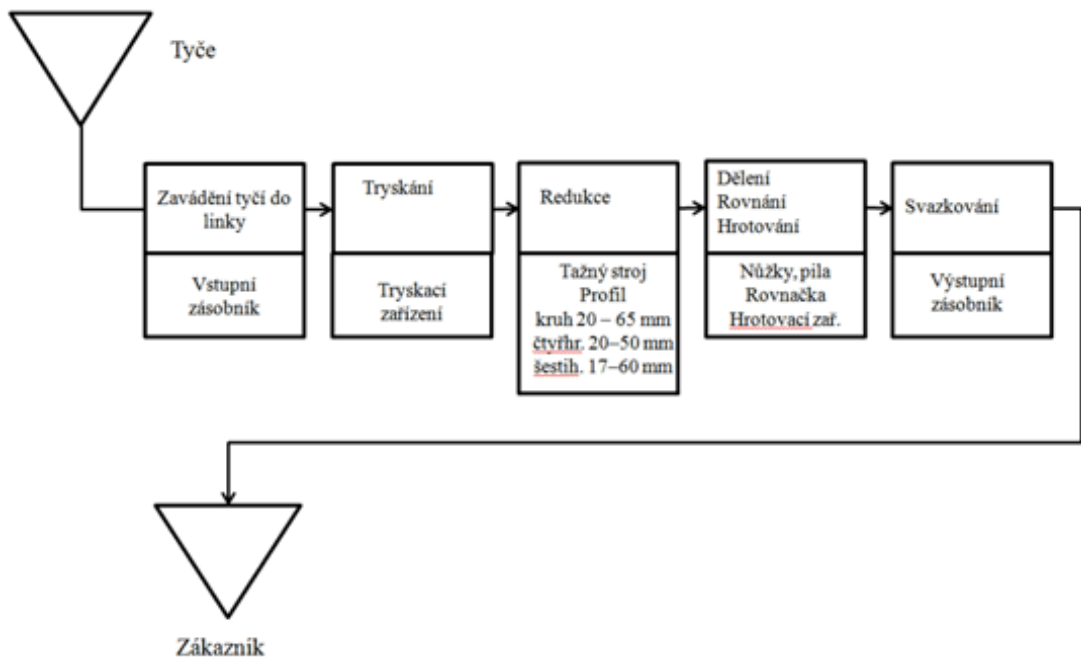 Tyče
Zavádění tyčí do
linky
Vstupní
zásobník
Tryskání
Tryskací
zařízení
Redukce
Tažný stroj
Profil
kruh 20 – 65 mm
čtyřhr. 20–50 mm
šestih. 17–60 mm
Dělení
Rovnání
Hrotování
Nůžky, pila
Rovnačka
Hrotovací zař.
Svazkování
Výstupní
zásobník
Zákazník